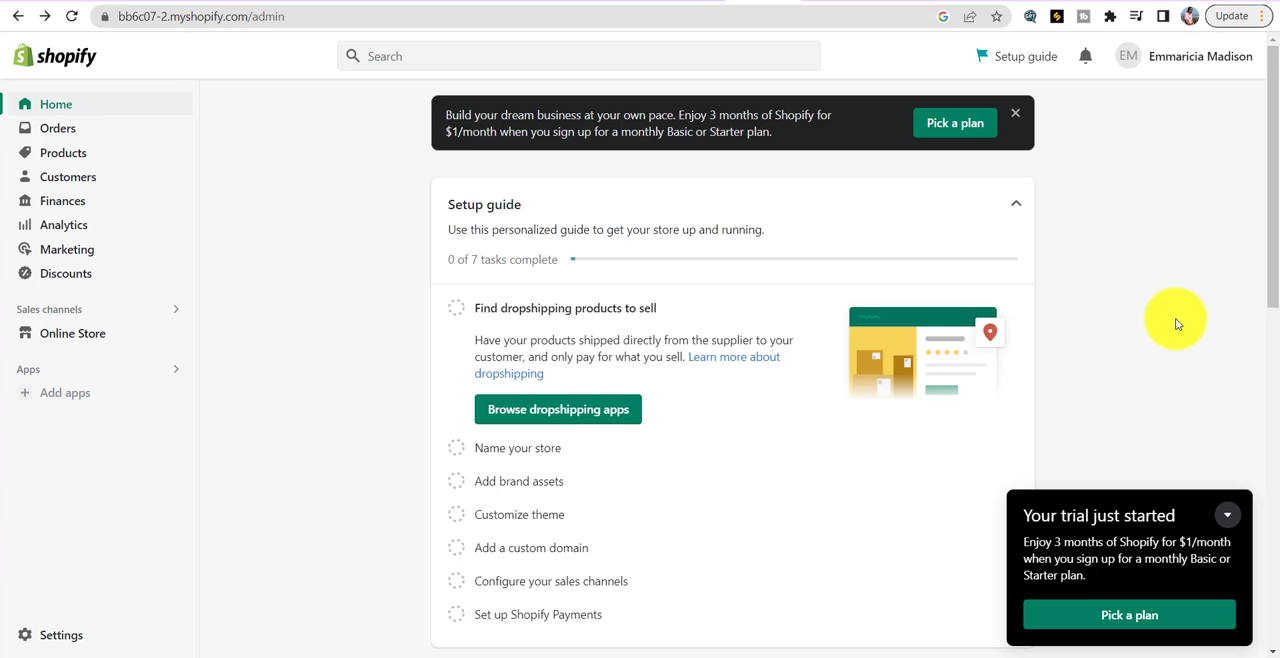 bb6c07-2.myshopify.com/admin
Update
shopify
Search
Setup guide
EM
Emmaricia Madison
Home
Orders
Products
Customers
Finances
Analytics
Marketing
Discounts
Sales channels
Online Store
Apps
Add apps
Settings
Build your dream business at your own pace. Enjoy 3 months of Shopify for
$1/month when you sign up for a monthly Basic or Starter plan.
Pick a plan
Setup guide
Use this personalized guide to get your store up and running.
0 of 7 tasks complete
Find dropshipping products to sell
Have your products shipped directly from the supplier to your
customer, and only pay for what you sell. Learn more about
dropshipping
Browse dropshipping apps
Name your store
Add brand assets
Customize theme
Add a custom domain
Configure your sales channels
Set up Shopify Payments
Your trial just started
Enjoy 3 months of Shopify for $1/month
when you sign up for a monthly Basic or
Starter plan.
Pick a plan